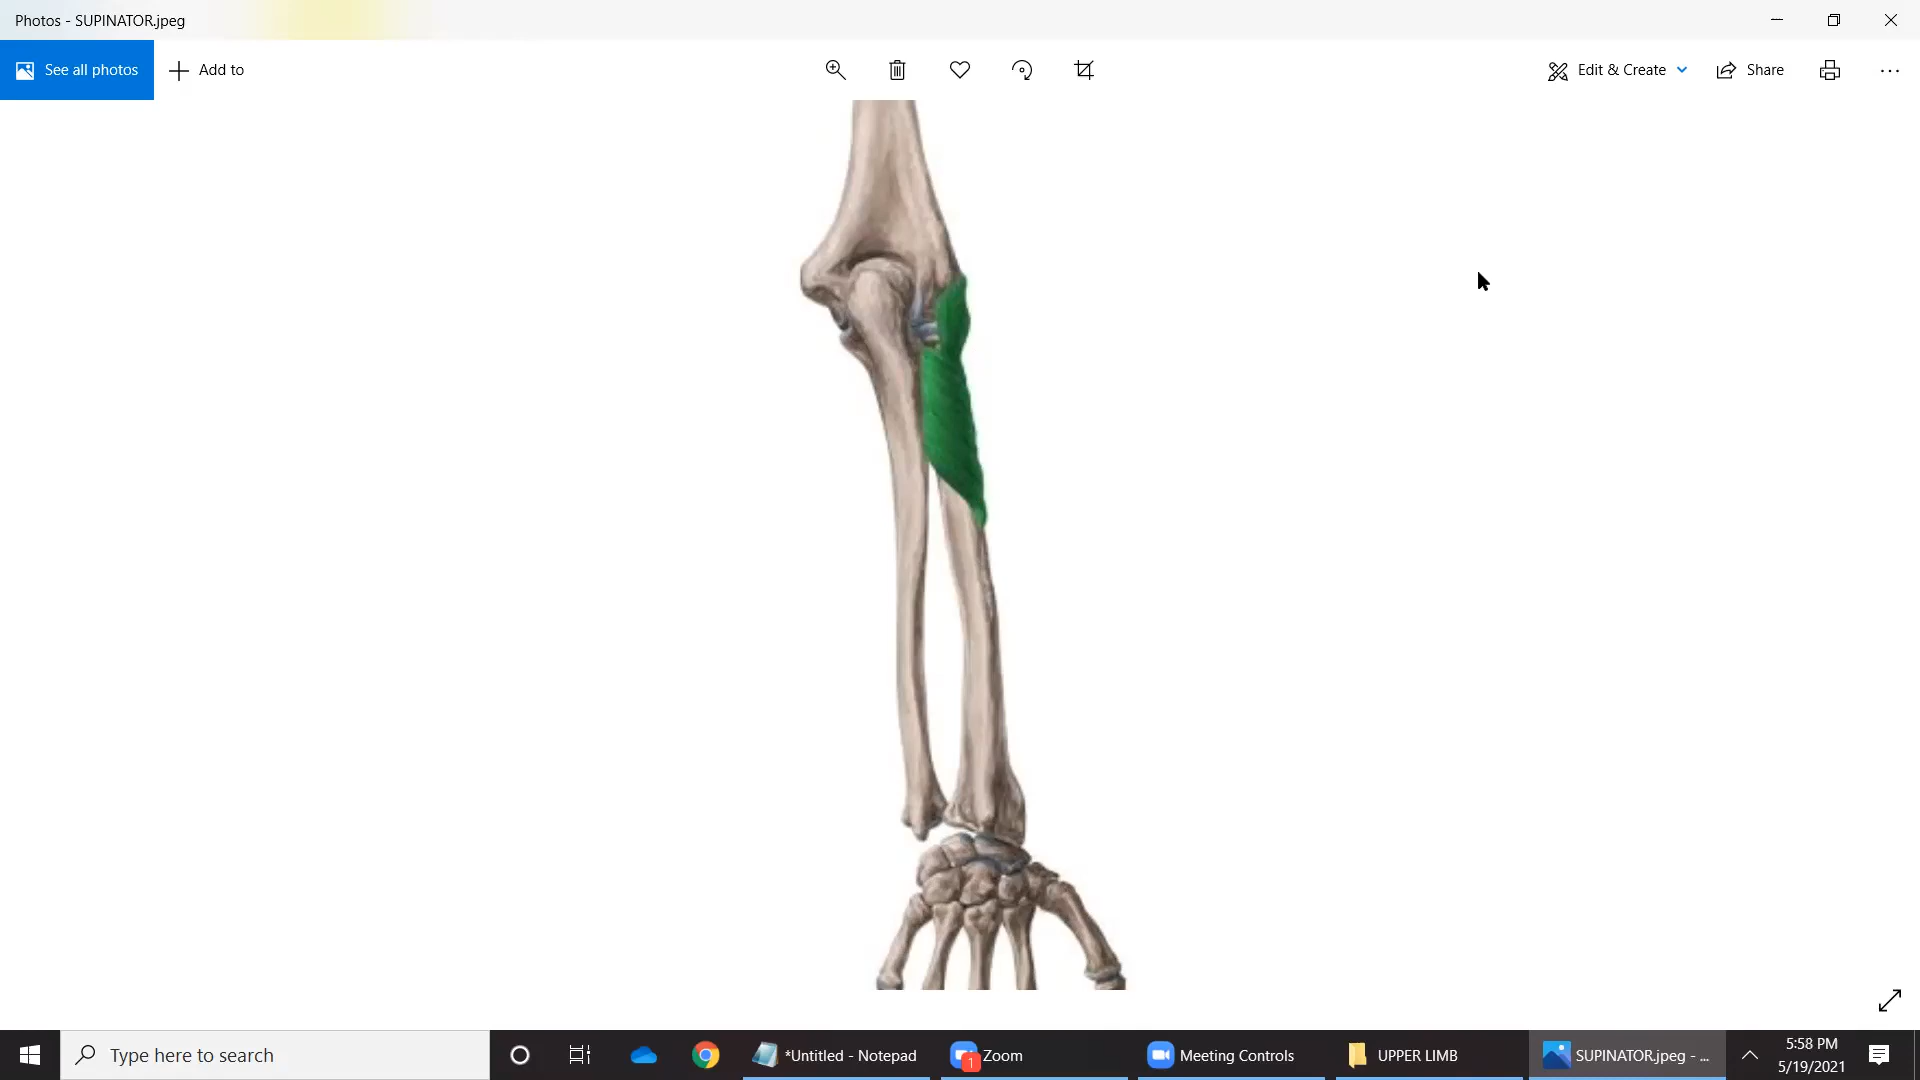 Photos - SUPINATOR.jpeg
See all photos
Add to
Edit & Create
Share
Type here to search
*Untitled - Notepad
1
Zoom
Meeting Controls
UPPER LIMB
SUPINATOR.jpeg - ...
5:58 PM
5/19/2021